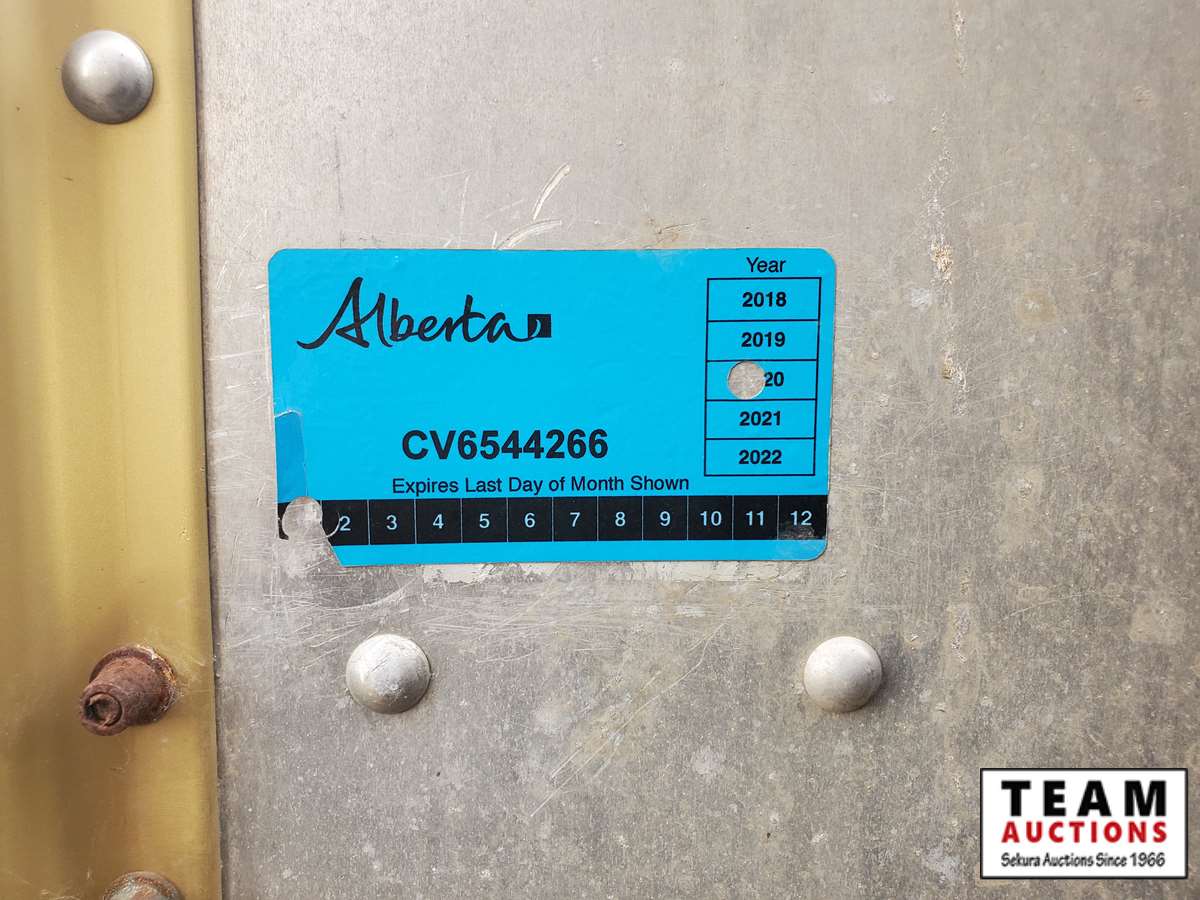 Alberta
Year
2018
2019
20
2021
2022
CV6544266
Expires Last Day of Month Shown
2 3 4 5 6 7 8 9 10 11 12
TEAM
AUCTIONS
Sekura Auctions Since 1966